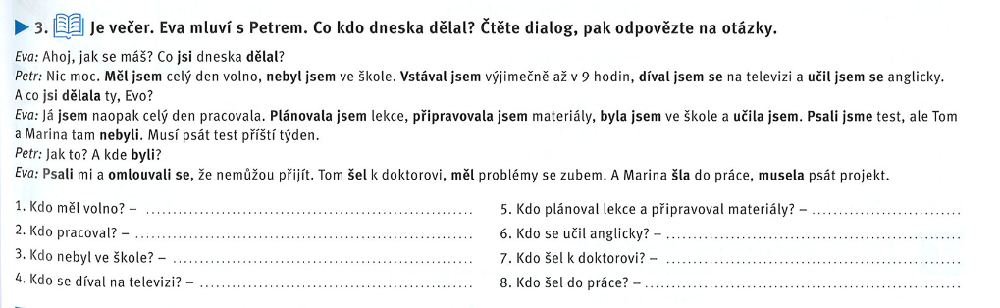 3. Je večer. Eva mluví s Petrem. Co kdo dneska dělal? Čtěte dialog, pak odpovězte na otázky.
Eva: Ahoj, jak se máš? Co jsi dneska dělal?
Petr: Nic moc. Měl jsem celý den volno, nebyl jsem ve škole. Vstával jsem výjimečně až v 9 hodin, díval jsem se na televizi a učil jsem se anglicky.
A co jsi dělala ty, Evo?
Eva: Já jsem naopak celý den pracovala. Plánovala jsem lekce, připravovala jsem materiály, byla jsem ve škole a učila jsem. Psali jsme test, ale Tom
a Marina tam nebyli. Musí psát test příští týden.
Petr: Jak to? A kde byli?
Eva: Psali mi a omlouvali se, že nemůžou přijít. Tom šel k doktorovi, měl problémy se zubem. A Marina šla do práce, musela psát projekt.
1. Kdo měl volno? – ........................................
2. Kdo pracoval? – ........................................
3. Kdo nebyl ve škole? – ........................................
4. Kdo se díval na televizi? – ........................................
5. Kdo plánoval lekce a připravoval materiály? – ........................................
6. Kdo se učil anglicky? – ........................................
7. Kdo šel k doktorovi? – ........................................
8. Kdo šel do práce? – ........................................